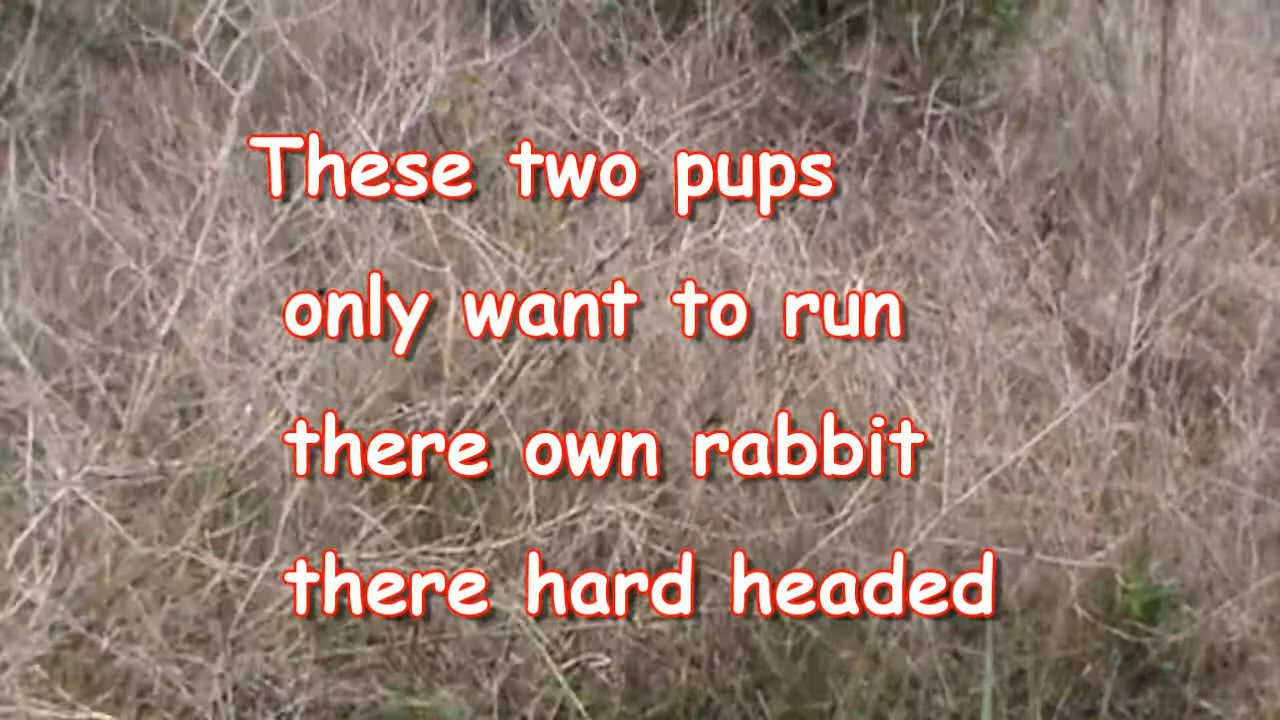 These two pups
only want to run
there own rabbit
there hard headed